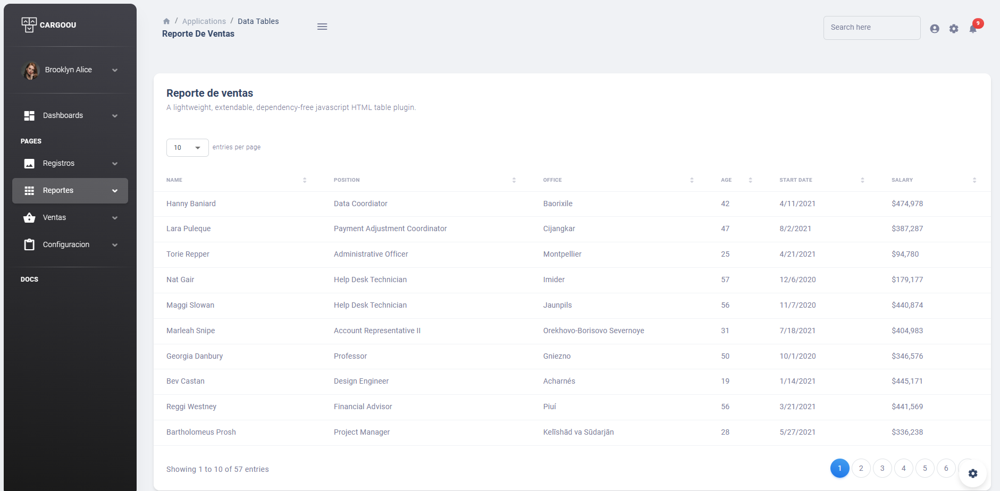 CARGOOU
Brooklyn Alice
Dashboards
PAGES
Registros
Reportes
Ventas
Configuracion
DOCS
/ Applications / Data Tables
Reporte De Ventas
Search here
9
Reporte de ventas
A lightweight, extendable, dependency-free javascript HTML table plugin.
10 entries per page
NAME POSITION OFFICE AGE START DATE SALARY
Hanny Baniard Data Coordiator Baorixile 42 4/11/2021 $474,978
Lara Puleque Payment Adjustment Coordinator Cijangkar 47 8/2/2021 $387,287
Torie Repper Administrative Officer Montpellier 25 4/21/2021 $94,780
Nat Gair Help Desk Technician Imider 57 12/6/2020 $179,177
Maggi Slowan Help Desk Technician Jaunpils 56 11/7/2020 $440,874
Marleah Snipe Account Representative II Orekhovo-Borisovo Severnoye 31 7/18/2021 $404,983
Georgia Danbury Professor Gniezno 50 10/1/2020 $346,576
Bev Castan Design Engineer Acharnés 19 1/14/2021 $445,171
Reggi Westney Financial Advisor Piuí 56 3/21/2021 $441,569
Bartholomeus Prosh Project Manager Kelīshād va Sūdarjān 28 5/27/2021 $336,238
Showing 1 to 10 of 57 entries
1 2 3 4 5 6